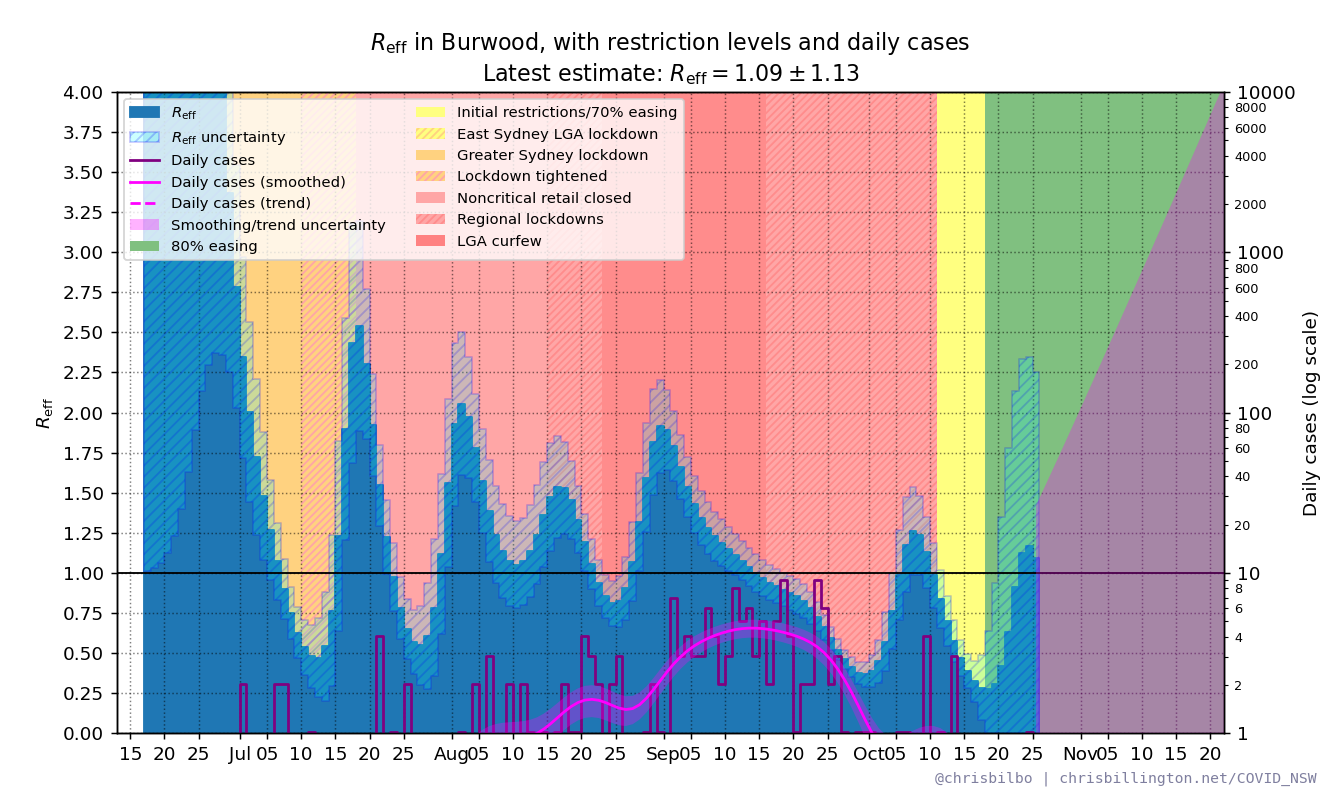 Reff in Burwood, with restriction levels and daily cases
Latest estimate: Reff = 1.09 ± 1.13
Reff
Reff uncertainty
Daily cases
Daily cases (smoothed)
Daily cases (trend)
Smoothing/trend uncertainty
80% easing
Initial restrictions/70% easing
East Sydney LGA lockdown
Greater Sydney lockdown
Lockdown tightened
Noncritical retail closed
Regional lockdowns
LGA curfew
Reff
4.00
3.75
3.50
3.25
3.00
2.75
2.50
2.25
2.00
1.75
1.50
1.25
1.00
0.75
0.50
0.25
0.00
10000
8000
6000
4000
2000
1000
800
600
400
200
100
80
60
40
20
10
8
6
4
2
1
Daily cases (log scale)
15 20 25 Jul 05 10 15 20 25 Aug 05 10 15 20 25 Sep 05 10 15 20 25 Oct 05 10 15 20 25 Nov 05 10 15 20
@chrisbilbo | chrisbillington.net/COVID_NSW